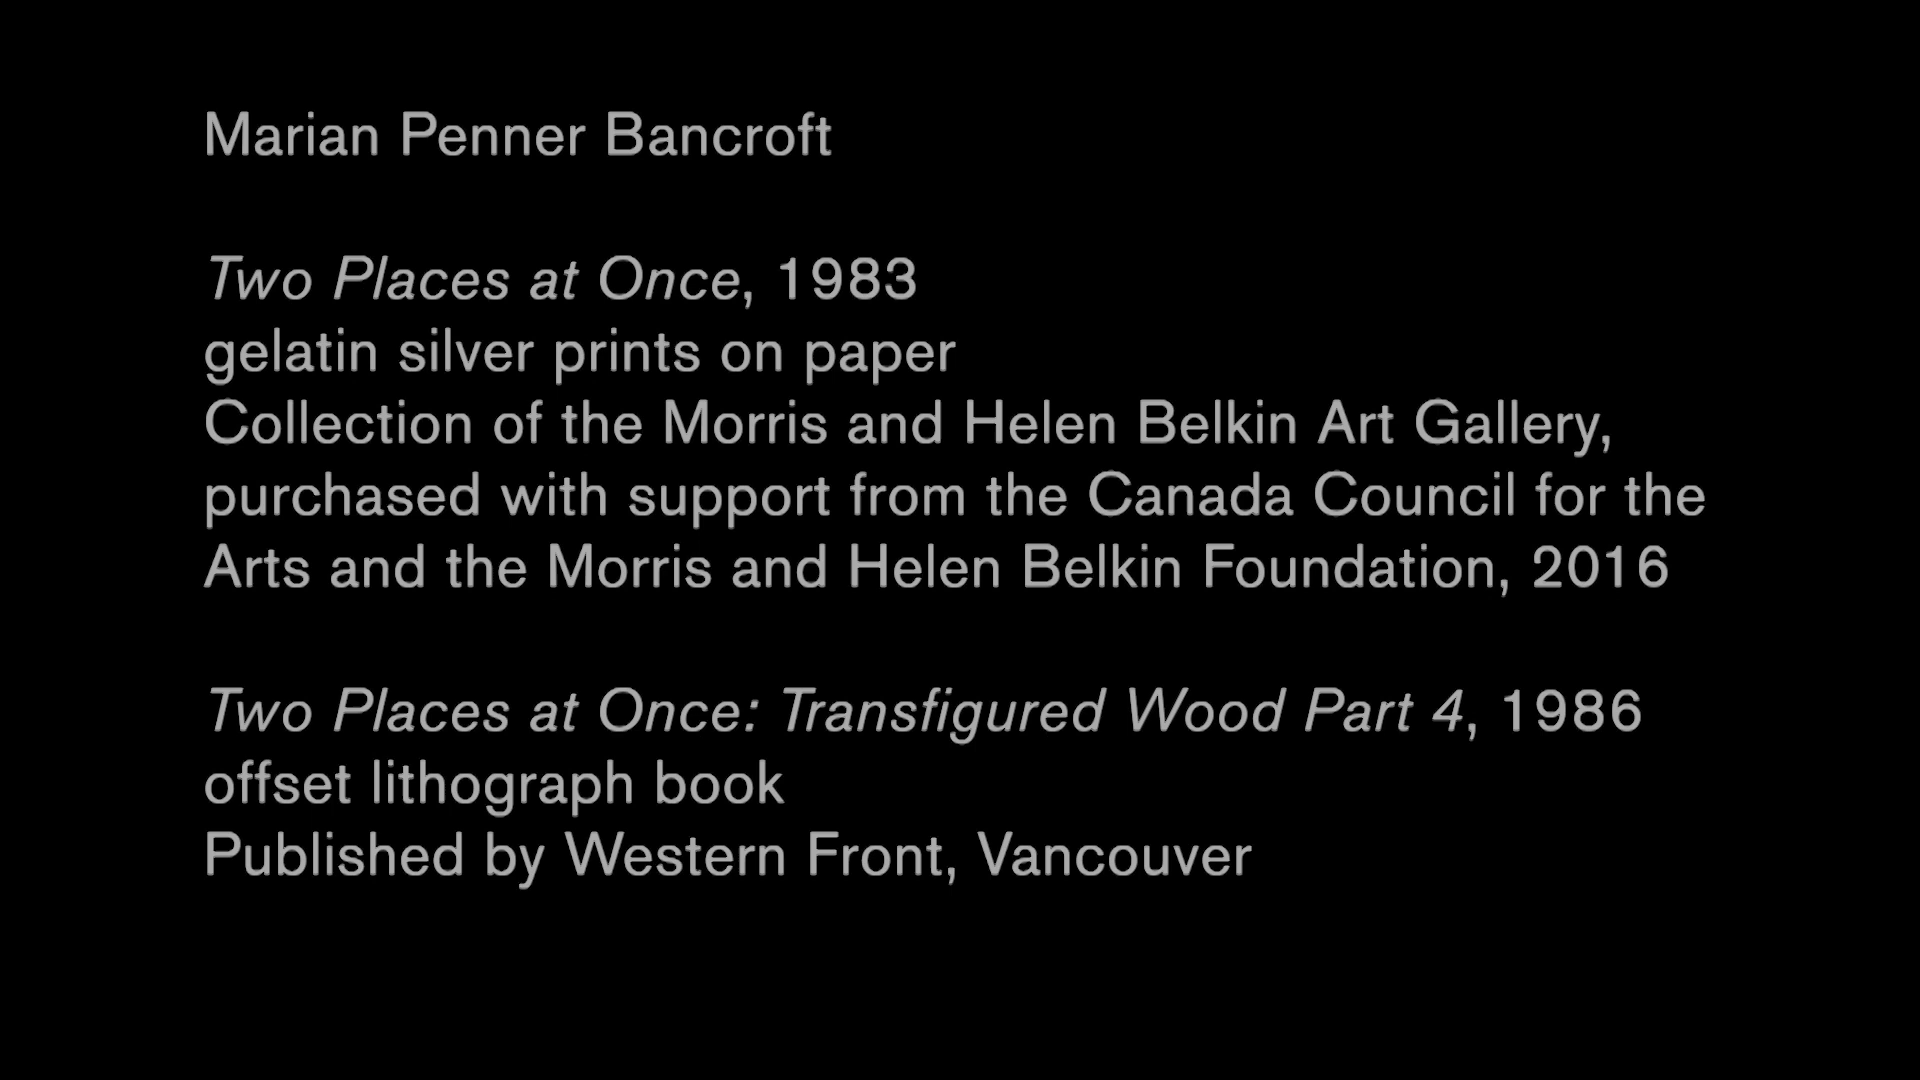 Marian Penner Bancroft
Two Places at Once, 1983
gelatin silver prints on paper
Collection of the Morris and Helen Belkin Art Gallery,
purchased with support from the Canada Council for the
Arts and the Morris and Helen Belkin Foundation, 2016
Two Places at Once: Transfigured Wood Part 4, 1986
offset lithograph book
Published by Western Front, Vancouver